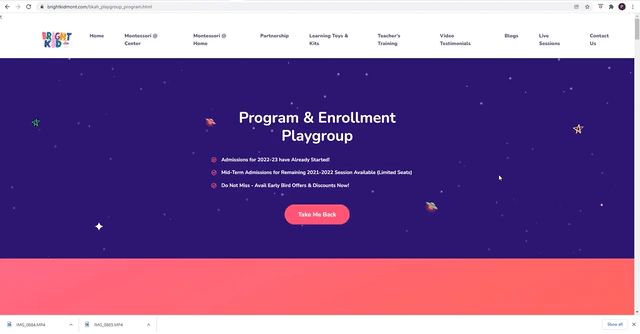 brightkidmont.com/bkah_playgroup_program.html
BRIGHT
KID
Home
Montessori @
Center
Montessori @
Home
Partnership
Learning Toys &
Kits
Teacher's
Training
Video
Testimonials
Blogs
Live
Sessions
Contact
Us
Program & Enrollment
Playgroup
Admissions for 2022-23 have Already Started!
Mid-Term Admissions for Remaining 2021-2022 Session Available (Limited Seats)
Do Not Miss - Avail Early Bird Offers & Discounts Now!
Take Me Back
IMG_0864.MP4
IMG_0865.MP4
Show all